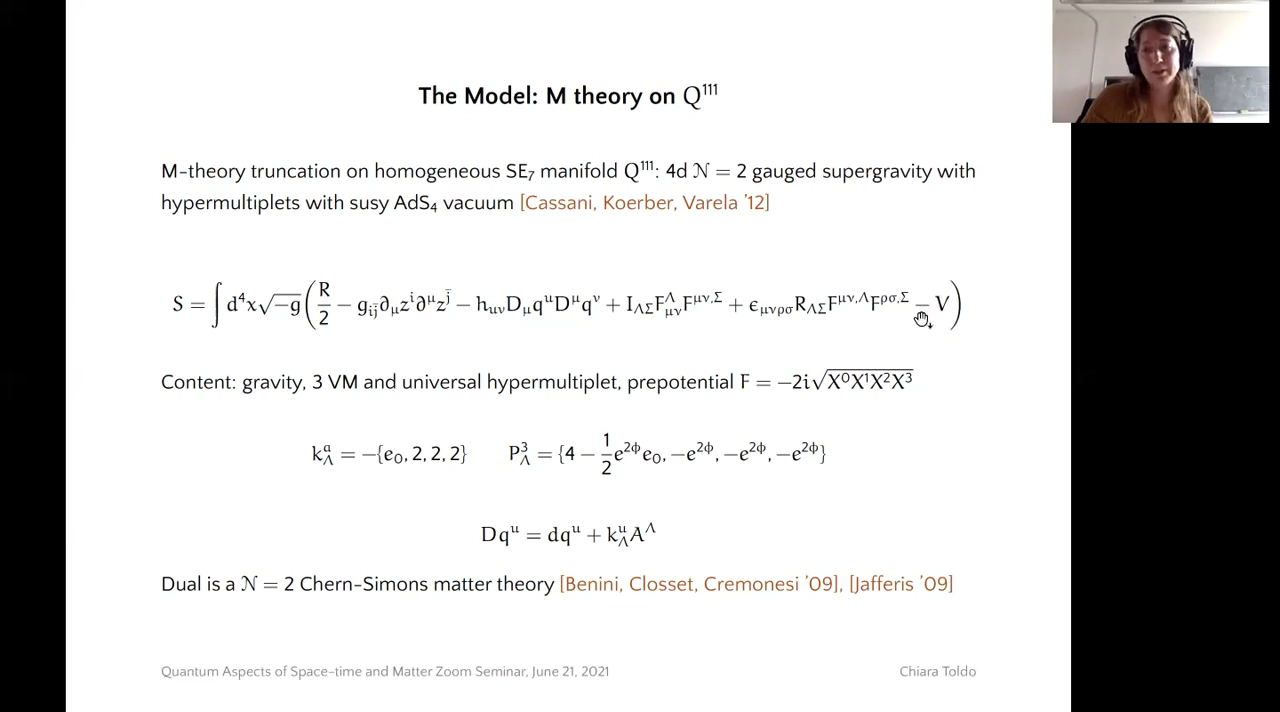 The Model: M theory on Q¹¹¹
M-theory truncation on homogeneous SE₇ manifold Q¹¹¹: 4d 𝒩 = 2 gauged supergravity with
hypermultiplets with susy AdS₄ vacuum [Cassani, Koerber, Varela '12]
S = ∫ d⁴x√−g ( R/2 − g_{ij̄}∂_μz^i∂^μz^{j̄} − h_{uv}D_μq^uD^μq^v + I_{ΛΣ}F^Λ_{μν}F^{μν,Σ} + ϵ_{μνρσ}R_{ΛΣ}F^{μν,Λ}F^{ρσ,Σ} − V )
Content: gravity, 3 VM and universal hypermultiplet, prepotential F = −2i√X⁰X¹X²X³
k^a_Λ = −{e₀, 2, 2, 2} P³_Λ = {4 − 1/2 e^{2ϕ}e₀, −e^{2ϕ}, −e^{2ϕ}, −e^{2ϕ}}
Dq^u = dq^u + k^u_Λ A^Λ
Dual is a 𝒩 = 2 Chern-Simons matter theory [Benini, Closset, Cremonesi '09], [Jafferis '09]
Quantum Aspects of Space-time and Matter Zoom Seminar, June 21, 2021 Chiara Toldo